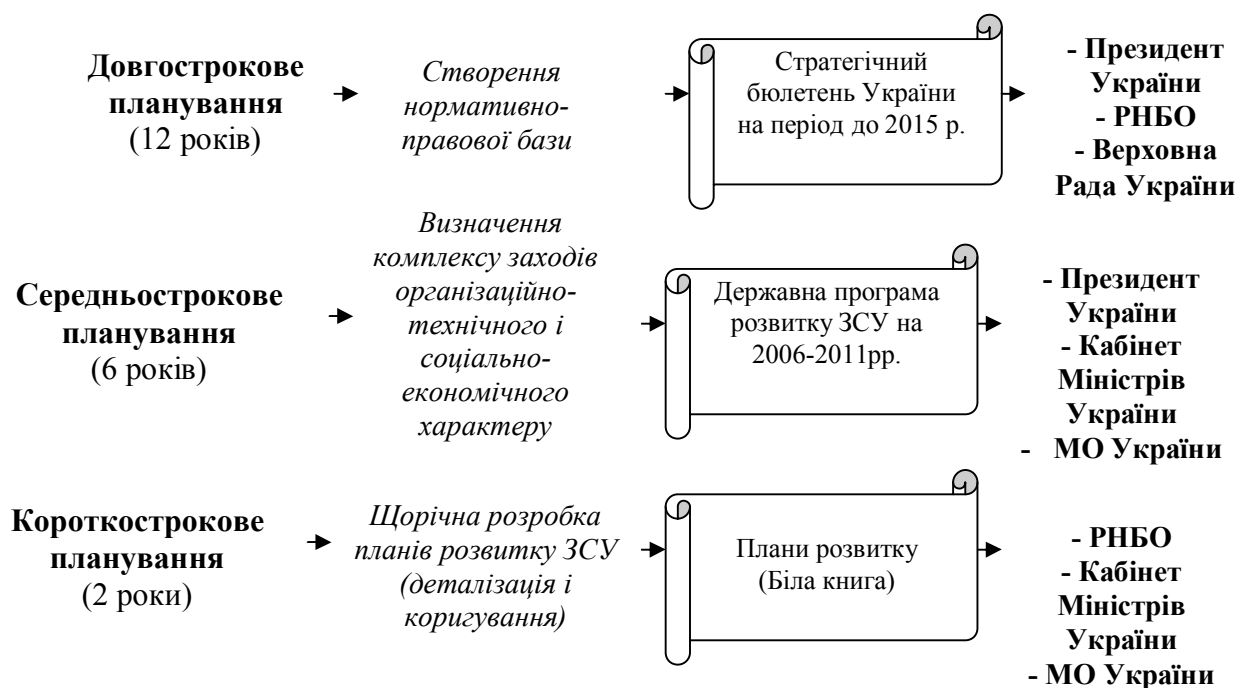 Довгострокове
планування
(12 років)
Створення
нормативно-
правової бази
Стратегічний
бюлетень України
на період до 2015 р.
- Президент
України
- РНБО
- Верховна
Рада України
Середньострокове
планування
(6 років)
Визначення
комплексу заходів
організаційно-
технічного і
соціально-
економічного
характеру
Державна програма
розвитку ЗСУ на
2006-2011рр.
- Президент
України
- Кабінет
Міністрів
України
- МО України
Короткострокове
планування
(2 роки)
Щорічна розробка
планів розвитку ЗСУ
(деталізація і
коригування)
Плани розвитку
(Біла книга)
- РНБО
- Кабінет
Міністрів
України
- МО України